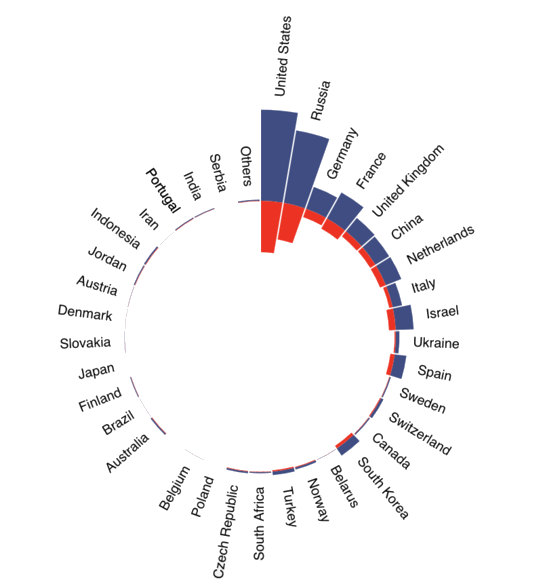 United States
Russia
Germany
France
United Kingdom
China
Netherlands
Italy
Israel
Ukraine
Spain
Sweden
Switzerland
Canada
South Korea
Belarus
Norway
Turkey
South Africa
Czech Republic
Poland
Belgium
Australia
Brazil
Finland
Japan
Slovakia
Denmark
Austria
Jordan
Indonesia
Iran
Portugal
India
Serbia
Others